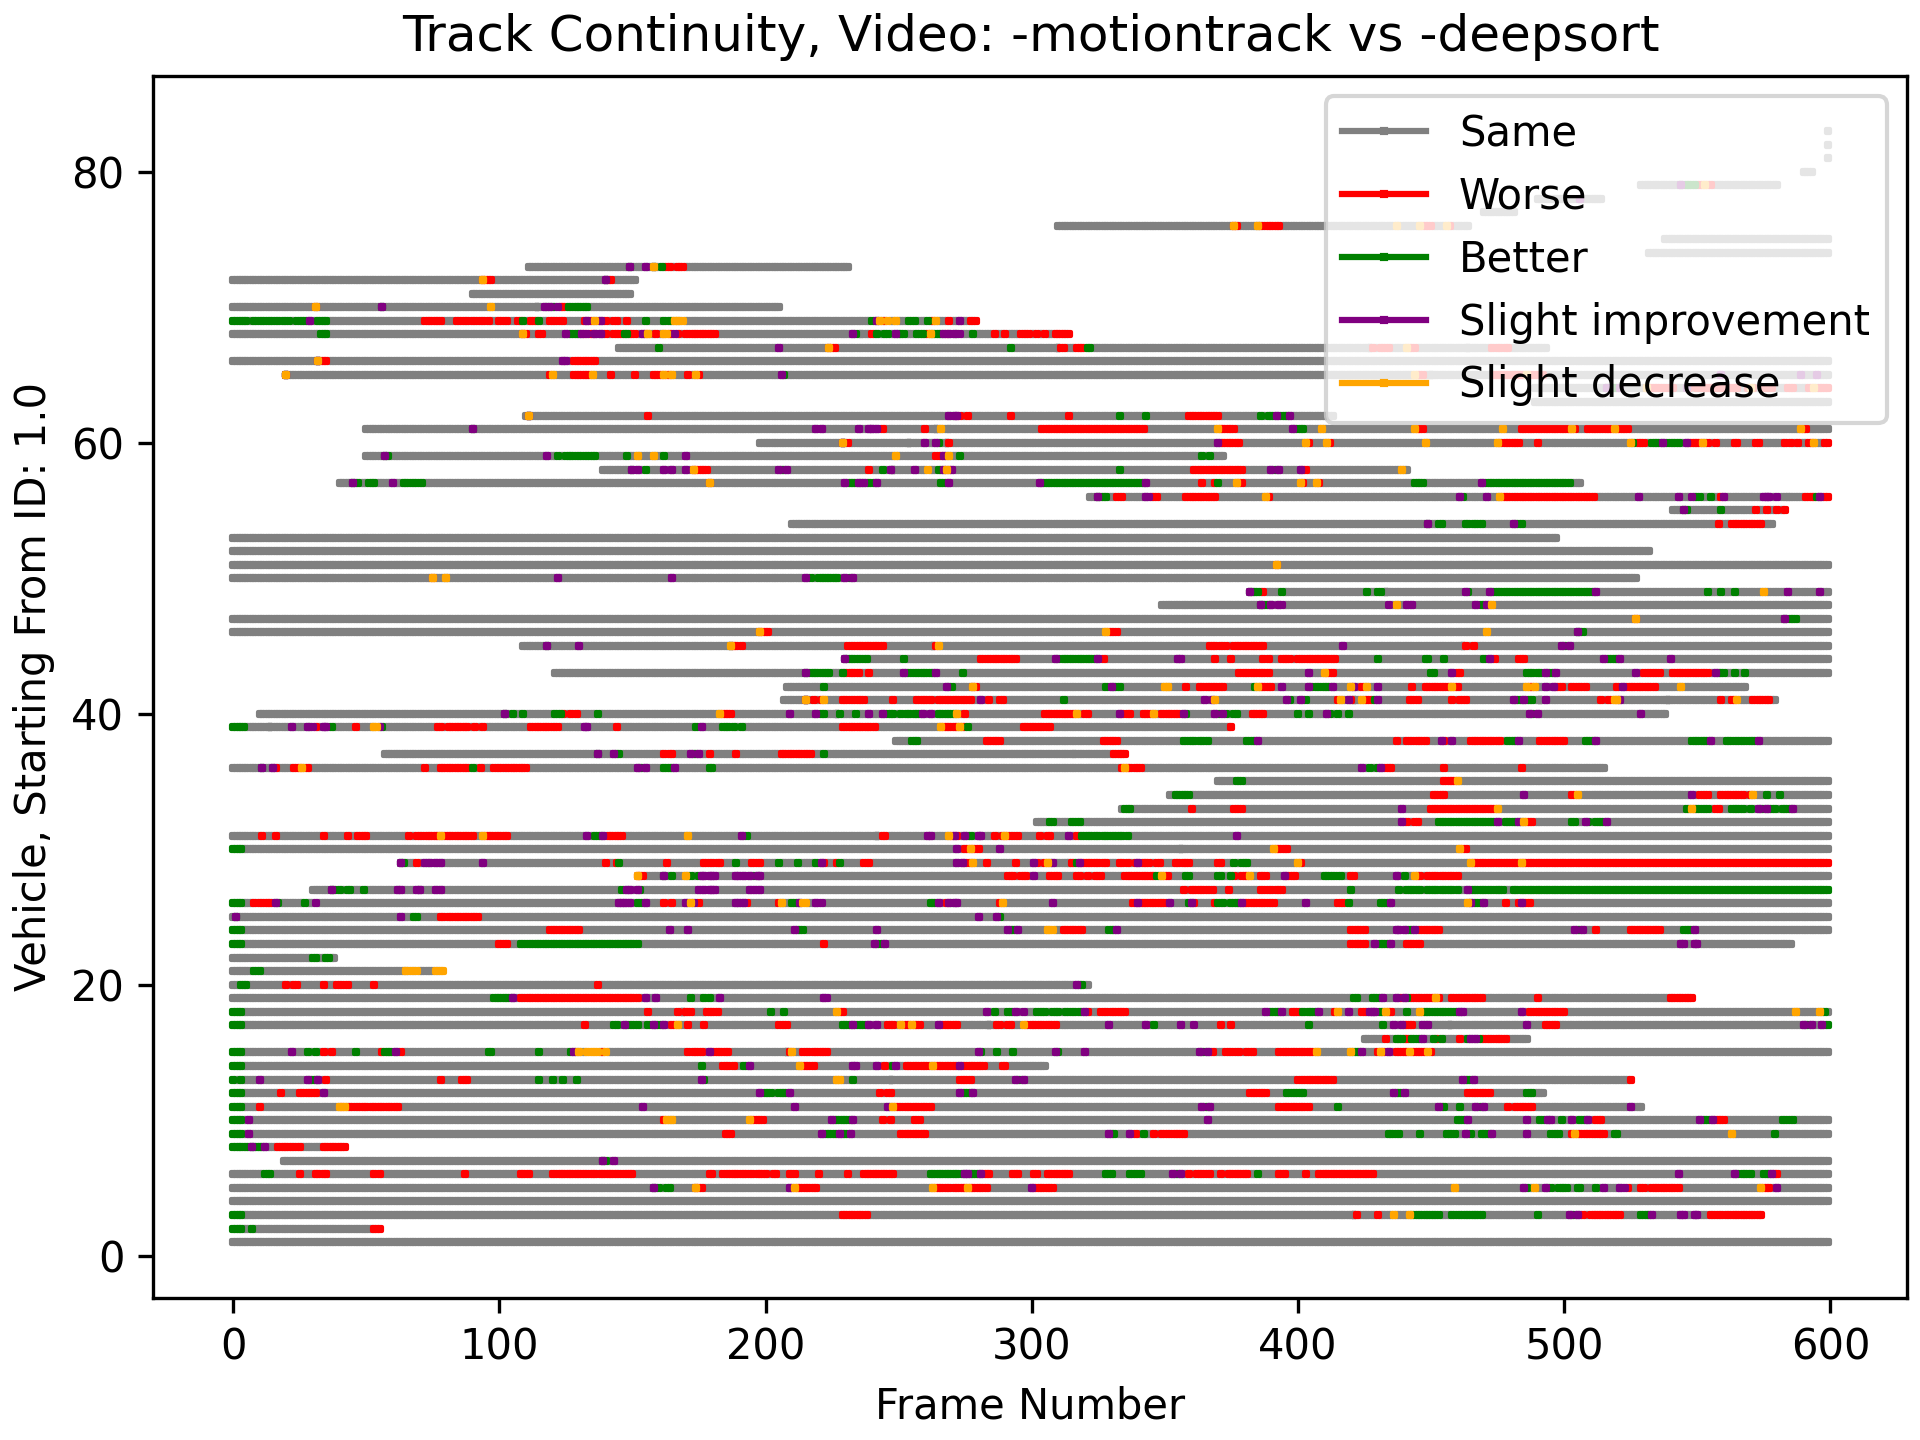 Track Continuity, Video: -motiontrack vs -deepsort
Same
Worse
Better
Slight improvement
Slight decrease
Vehicle, Starting From ID: 1.0
80
60
40
20
0
0 100 200 300 400 500 600
Frame Number